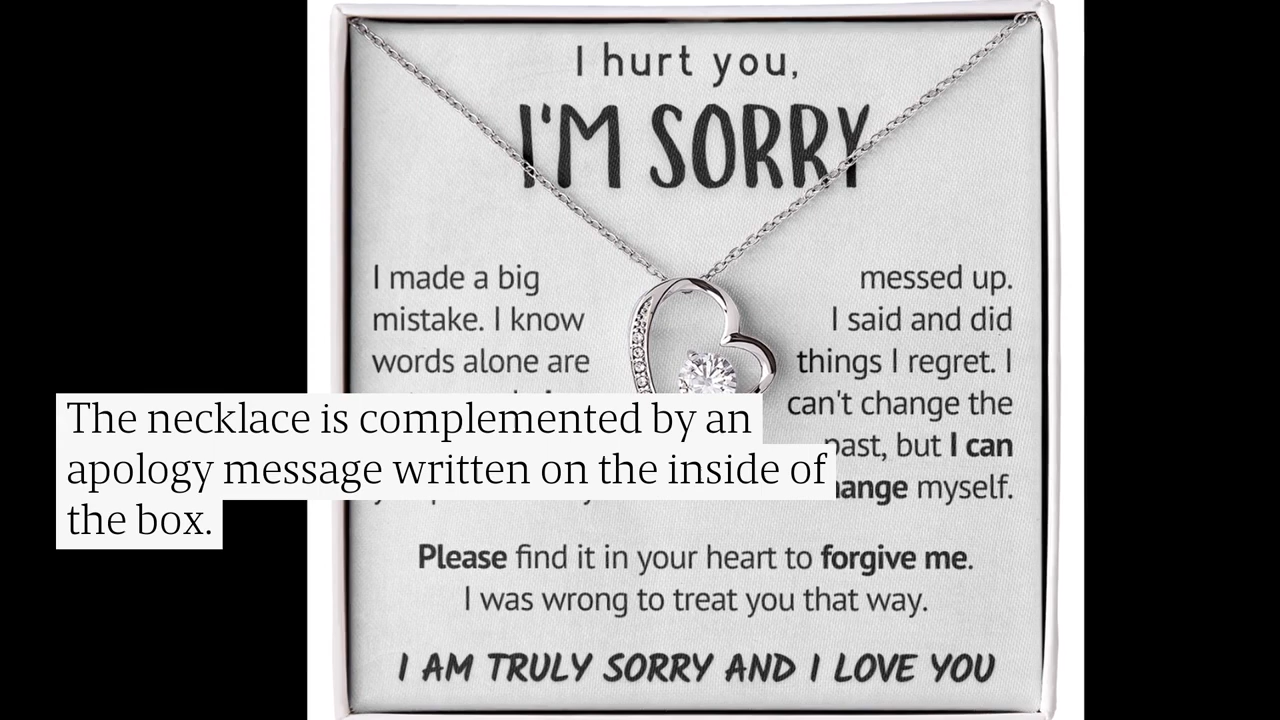 I hurt you,
I'M SORRY
I made a big
mistake. I know
words alone are
messed up.
I said and did
things I regret. I
can't change the
past, but I can
myself.
The necklace is complemented by an
apology message written on the inside of
the box.
Please find it in your heart to forgive me.
I was wrong to treat you that way.
I AM TRULY SORRY AND I LOVE YOU